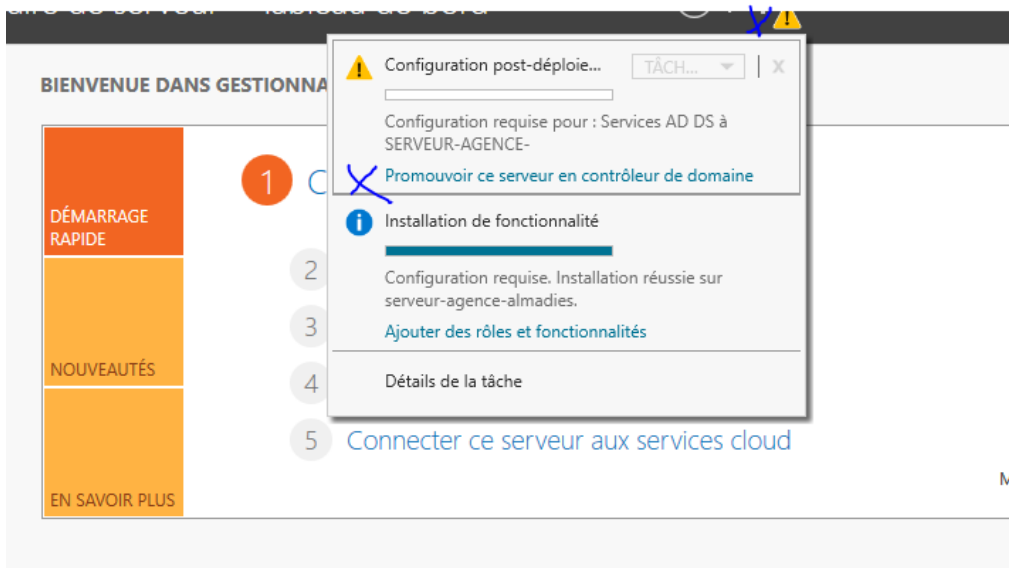 Tableau de bord
BIENVENUE DANS GESTIONNA
Configuration post-déploie...
TÂCH...
X
Configuration requise pour : Services AD DS à
SERVEUR-AGENCE-
Promouvoir ce serveur en contrôleur de domaine
Installation de fonctionnalité
Configuration requise. Installation réussie sur
serveur-agence-almadies.
Ajouter des rôles et fonctionnalités
Détails de la tâche
DÉMARRAGE
RAPIDE
NOUVEAUTÉS
EN SAVOIR PLUS
1 C
2
3
4
5 Connecter ce serveur aux services cloud
M